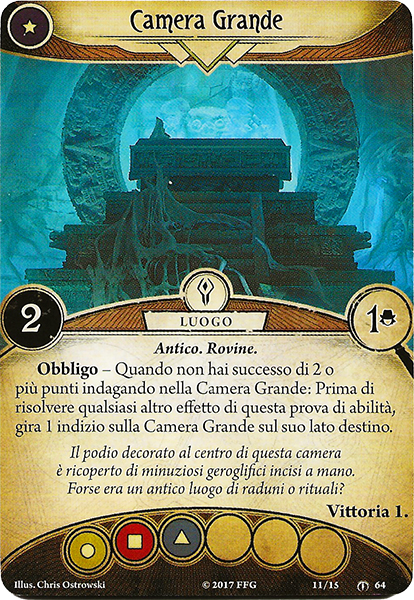 Camera Grande
2
LUOGO
1
Antico. Rovine.
Obbligo – Quando non hai successo di 2 o
più punti indagando nella Camera Grande: Prima di
risolvere qualsiasi altro effetto di questa prova di abilità,
gira 1 indizio sulla Camera Grande sul suo lato destino.
Il podio decorato al centro di questa camera
è ricoperto di minuziosi geroglifici incisi a mano.
Forse era un antico luogo di raduni o rituali?
Vittoria 1.
Illus. Chris Ostrowski © 2017 FFG 11/15 64